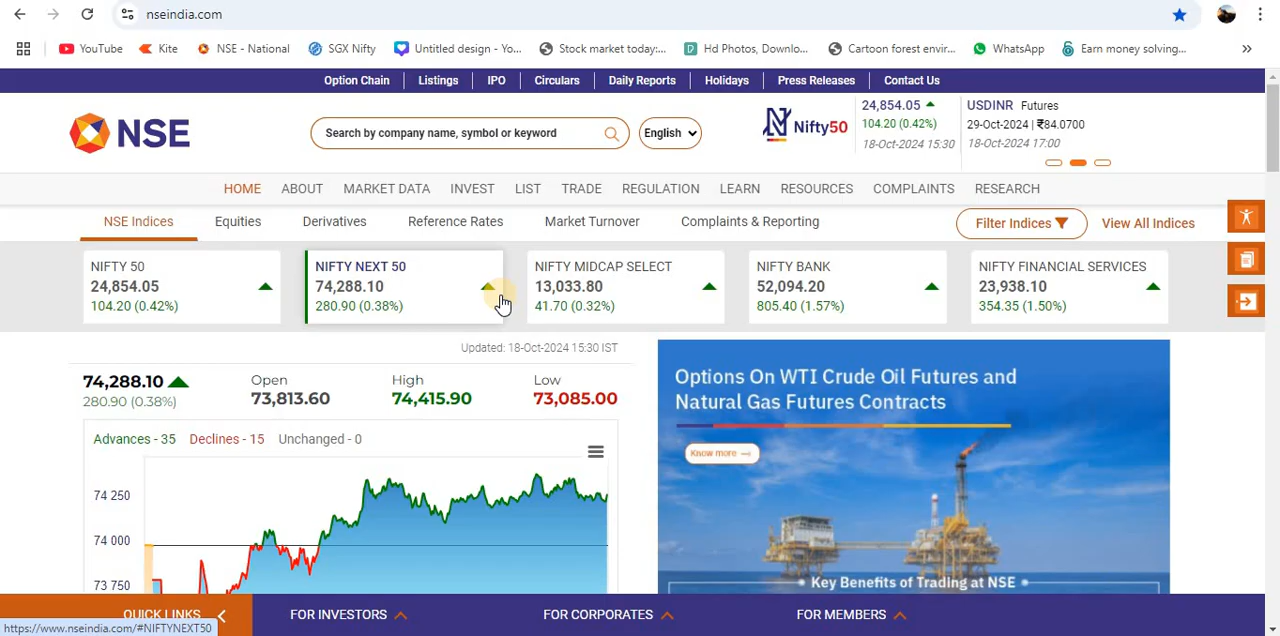 nseindia.com
YouTube Kite NSE - National SGX Nifty Untitled design - Yo... Stock market today:... Hd Photos, Downlo... Cartoon forest envir... WhatsApp Earn money solving...
Option Chain Listings IPO Circulars Daily Reports Holidays Press Releases Contact Us
NSE
Search by company name, symbol or keyword
English
Nifty50
24,854.05
104.20 (0.42%)
18-Oct-2024 15:30
USDINR Futures
29-Oct-2024 | ₹84.0700
18-Oct-2024 17:00
HOME ABOUT MARKET DATA INVEST LIST TRADE REGULATION LEARN RESOURCES COMPLAINTS RESEARCH
NSE Indices Equities Derivatives Reference Rates Market Turnover Complaints & Reporting Filter Indices View All Indices
NIFTY 50
24,854.05
104.20 (0.42%)
NIFTY NEXT 50
74,288.10
280.90 (0.38%)
NIFTY MIDCAP SELECT
13,033.80
41.70 (0.32%)
NIFTY BANK
52,094.20
805.40 (1.57%)
NIFTY FINANCIAL SERVICES
23,938.10
354.35 (1.50%)
Updated: 18-Oct-2024 15:30 IST
74,288.10
280.90 (0.38%)
Open
73,813.60
High
74,415.90
Low
73,085.00
Advances - 35 Declines - 15 Unchanged - 0
74 250
74 000
73 750
Options On WTI Crude Oil Futures and
Natural Gas Futures Contracts
Know more
Key Benefits of Trading at NSE
QUICK LINKS FOR INVESTORS FOR CORPORATES FOR MEMBERS
https://www.nseindia.com/#NIFTYNEXT50